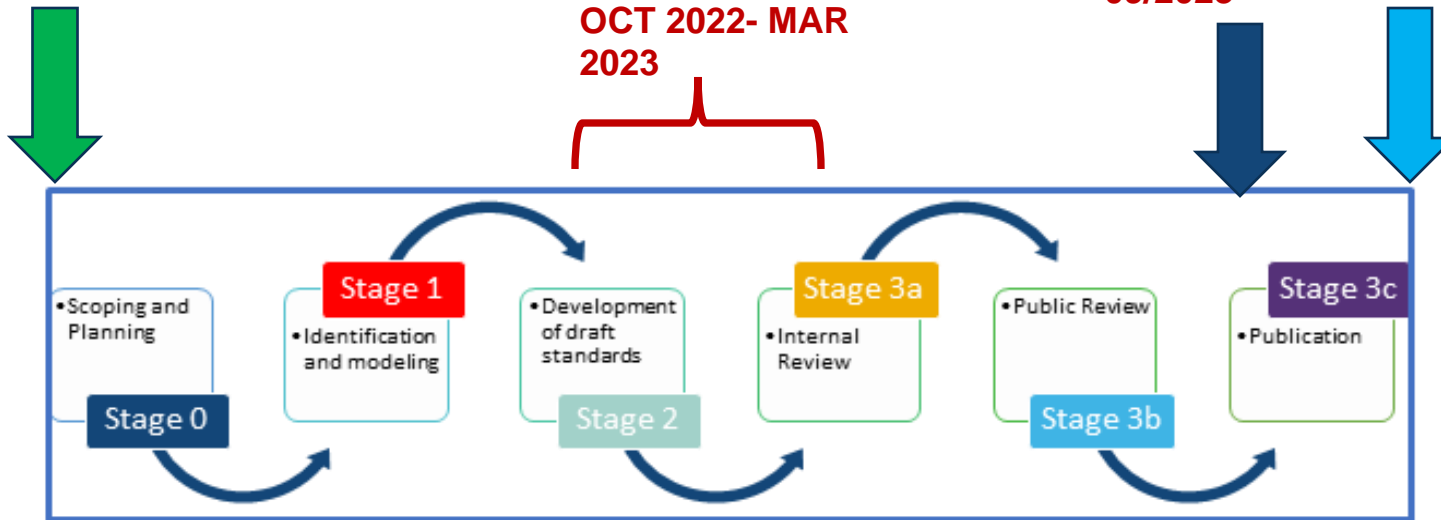 OCT 2022- MAR
2023
• Scoping and
Planning
Stage 0
Stage 1
• Identification
and modeling
• Development
of draft
standards
Stage 2
Stage 3a
• Internal
Review
• Public Review
Stage 3b
Stage 3c
• Publication